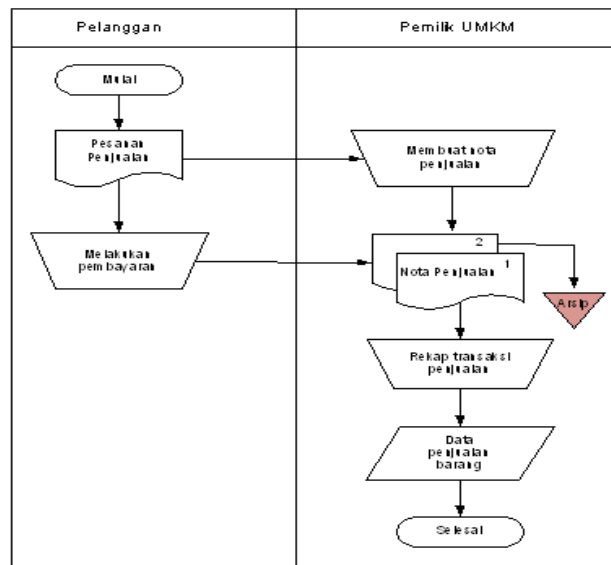 Pelanggan
Pemilik UMKM
Mulai
Pesanan
Penjualan
Membuat nota
penjualan
Melakukan
pembayaran
2
Nota Penjualan 1
Arsip
Rekap transaksi
penjualan
Data
penjualan
barang
Selesai